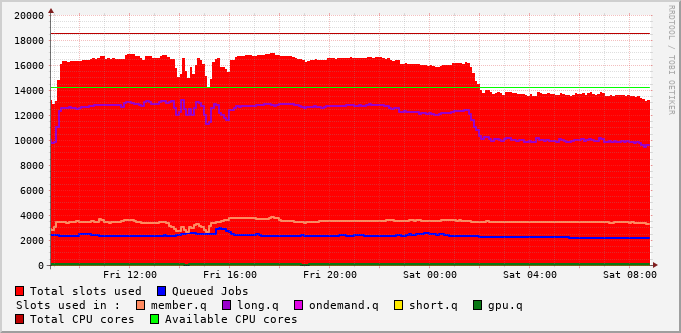 RRDTOOL / TOBI OETIKER
20000
18000
16000
14000
12000
10000
8000
6000
4000
2000
0
Fri 12:00 Fri 16:00 Fri 20:00 Sat 00:00 Sat 04:00 Sat 08:00
Total slots used Queued Jobs
Slots used in : member.q long.q ondemand.q short.q gpu.q
Total CPU cores Available CPU cores